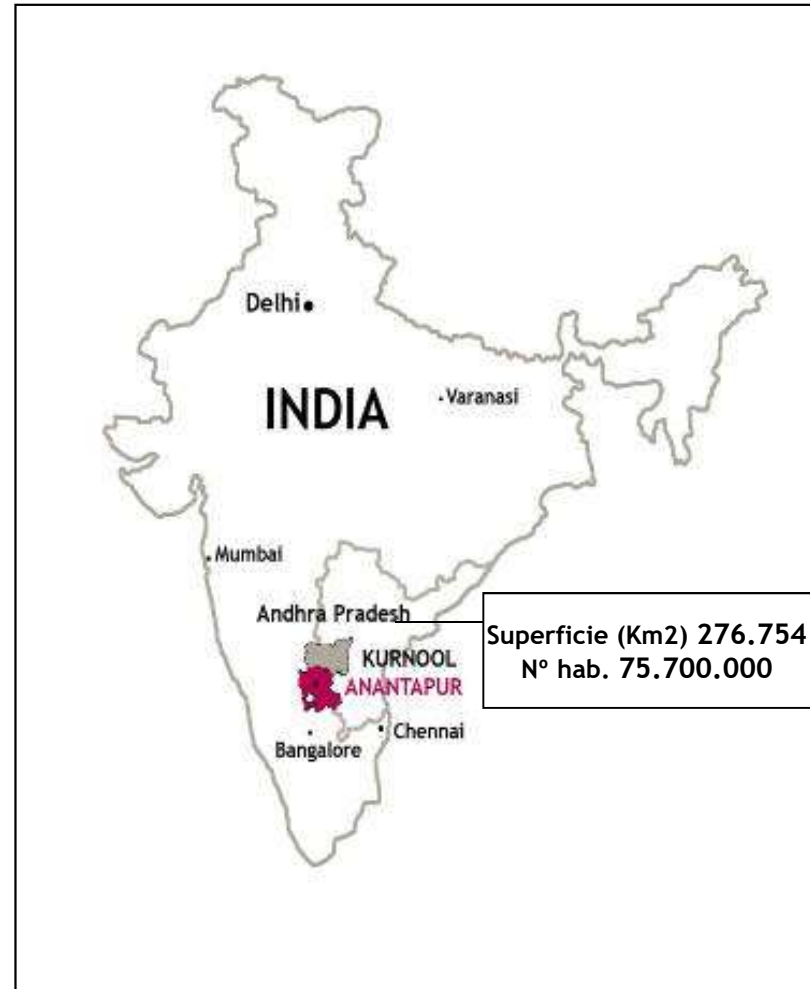 Delhi
INDIA
Varanasi
Mumbai
Andhra Pradesh
Superficie (Km2) 276.754
Nº hab. 75.700.000
KURNOOL
ANANTAPUR
Chennai
Bangalore